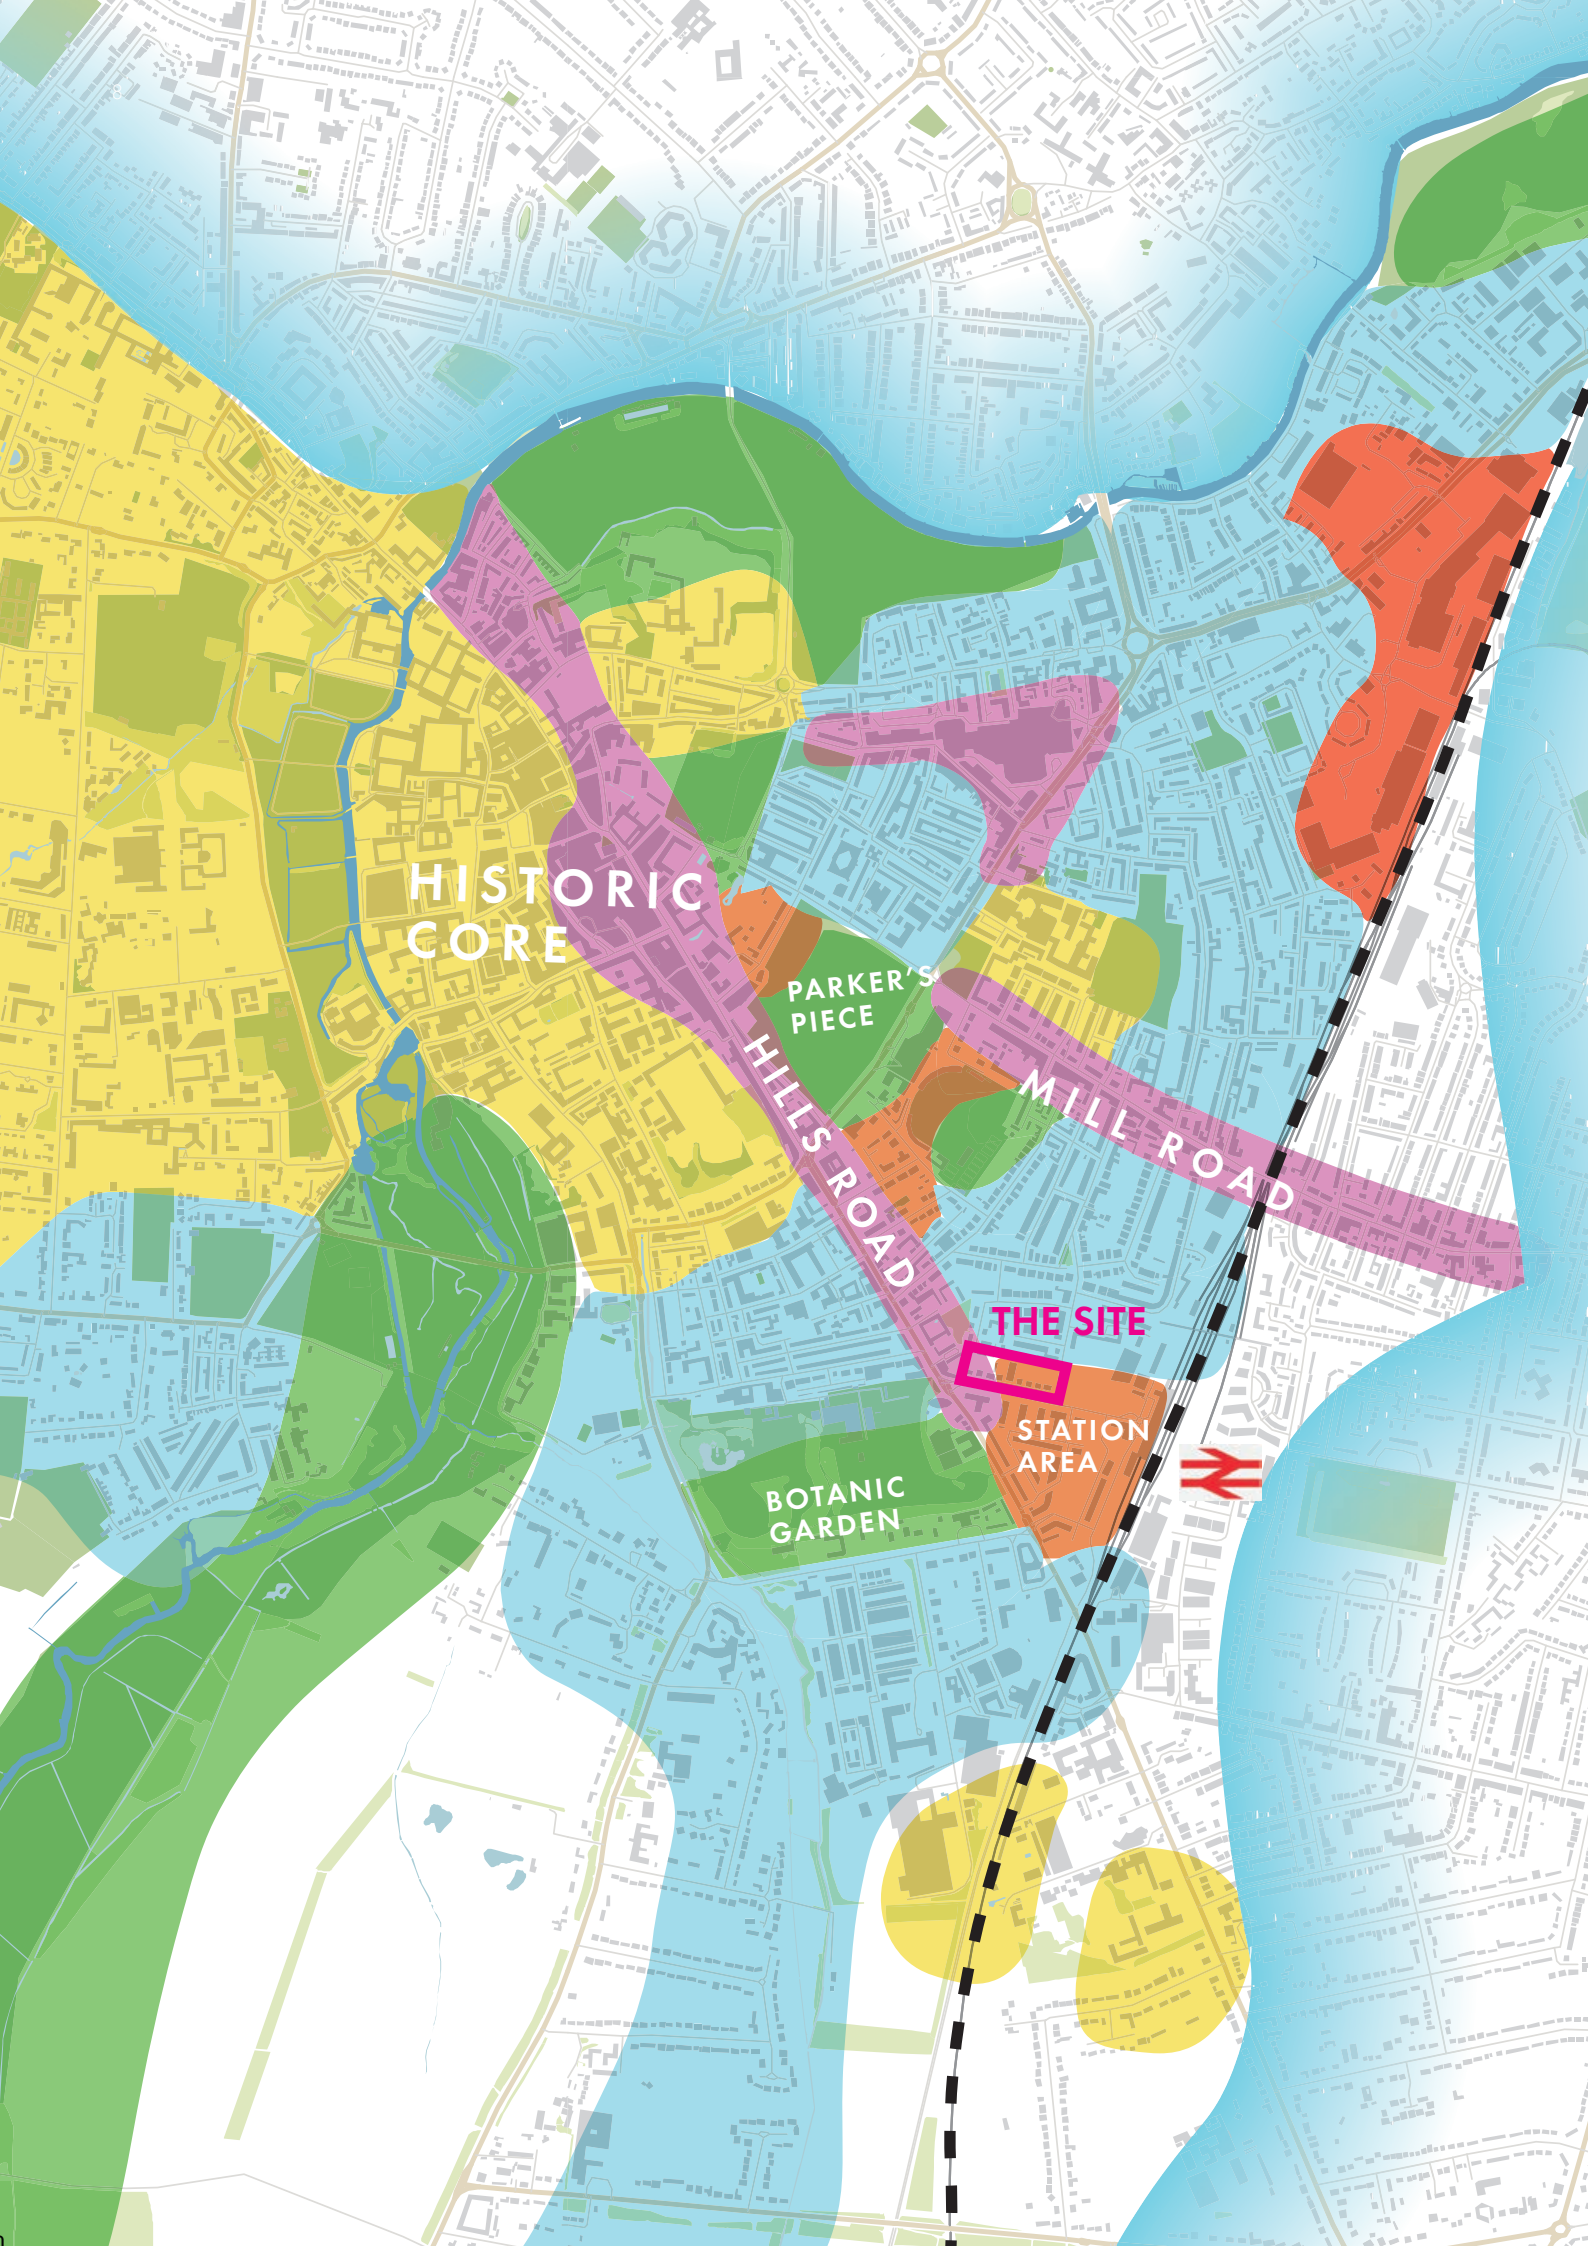 HISTORIC
CORE
PARKER'S
PIECE
HILLS ROAD
MILL ROAD
THE SITE
STATION
AREA
BOTANIC
GARDEN